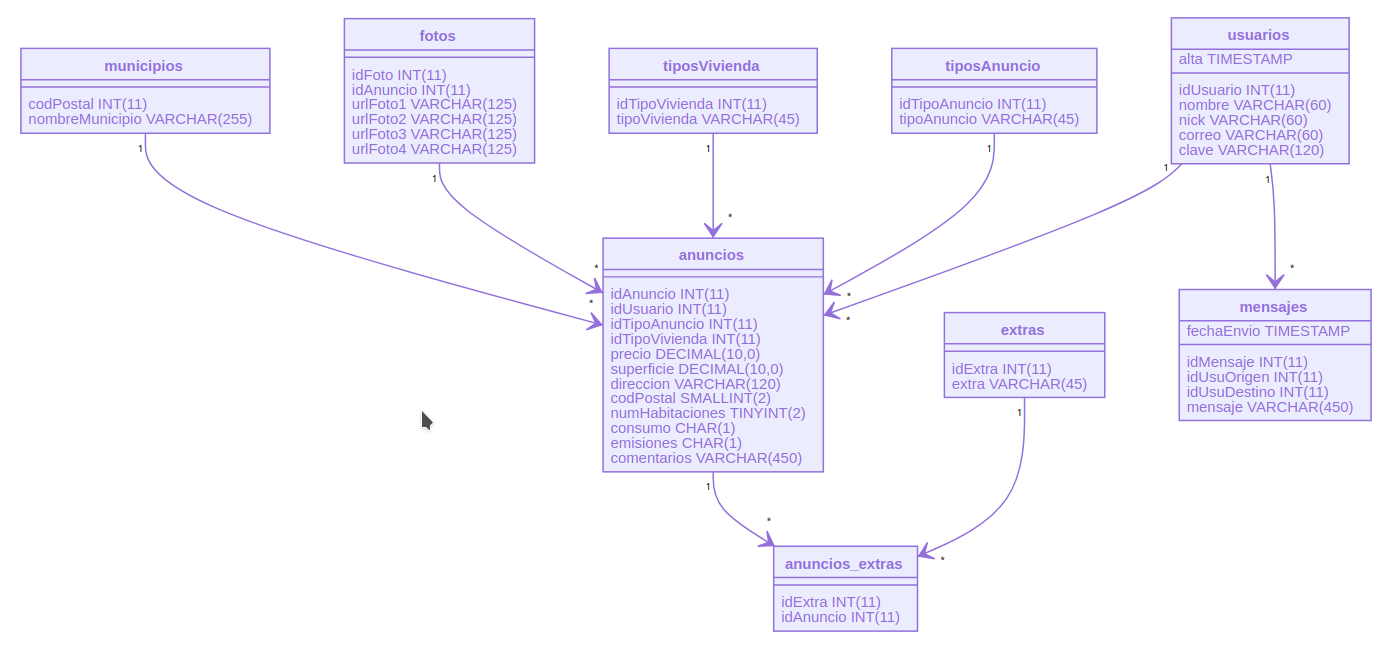 municipios
codPostal INT(11)
nombreMunicipio VARCHAR(255)
fotos
idFoto INT(11)
idAnuncio INT(11)
urlFoto1 VARCHAR(125)
urlFoto2 VARCHAR(125)
urlFoto3 VARCHAR(125)
urlFoto4 VARCHAR(125)
tiposVivienda
idTipoVivienda INT(11)
tipoVivienda VARCHAR(45)
tiposAnuncio
idTipoAnuncio INT(11)
tipoAnuncio VARCHAR(45)
usuarios
alta TIMESTAMP
idUsuario INT(11)
nombre VARCHAR(60)
nick VARCHAR(60)
correo VARCHAR(60)
clave VARCHAR(120)
1
1
1
1
1
1
*
*
*
*
*
*
anuncios
idAnuncio INT(11)
idUsuario INT(11)
idTipoAnuncio INT(11)
idTipoVivienda INT(11)
precio DECIMAL(10,0)
superficie DECIMAL(10,0)
direccion VARCHAR(120)
codPostal SMALLINT(2)
numHabitaciones TINYINT(2)
consumo CHAR(1)
emisiones CHAR(1)
comentarios VARCHAR(450)
extras
idExtra INT(11)
extra VARCHAR(45)
mensajes
fechaEnvio TIMESTAMP
idMensaje INT(11)
idUsuOrigen INT(11)
idUsuDestino INT(11)
mensaje VARCHAR(450)
1
1
*
*
anuncios_extras
idExtra INT(11)
idAnuncio INT(11)